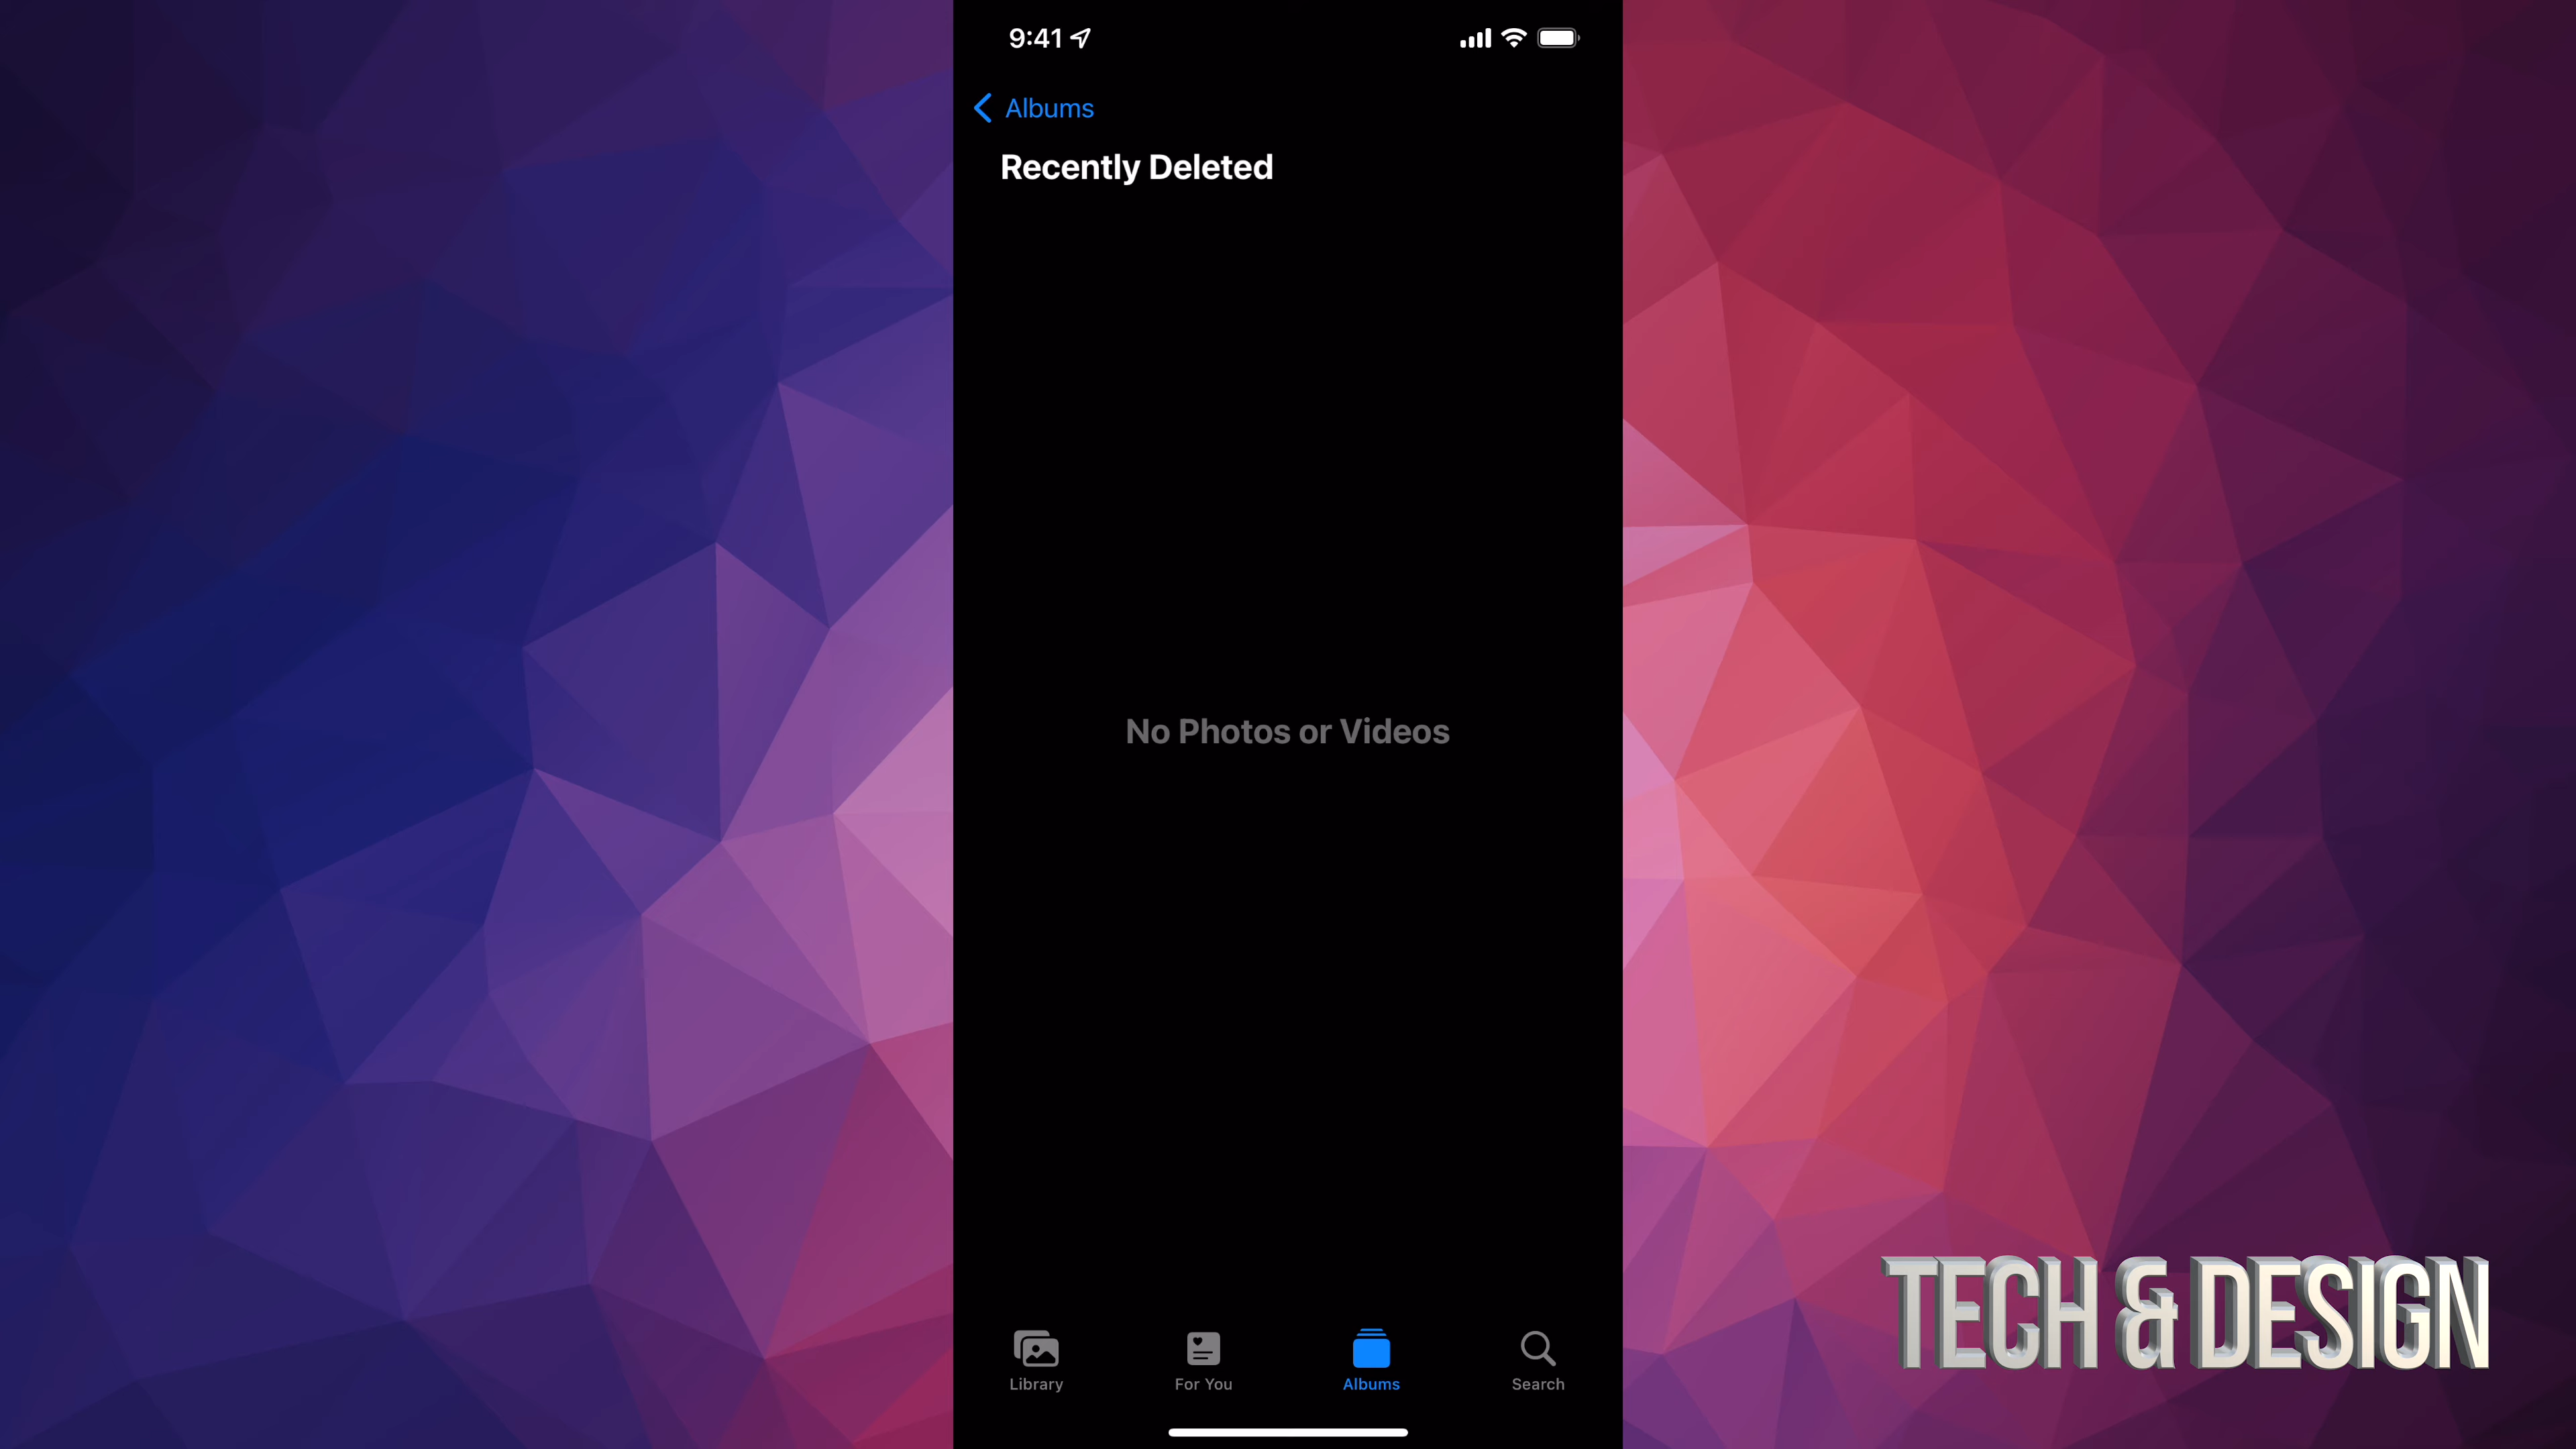 9:41
Albums
Recently Deleted
No Photos or Videos
Library
For You
Albums
Search
TECH & DESIGN